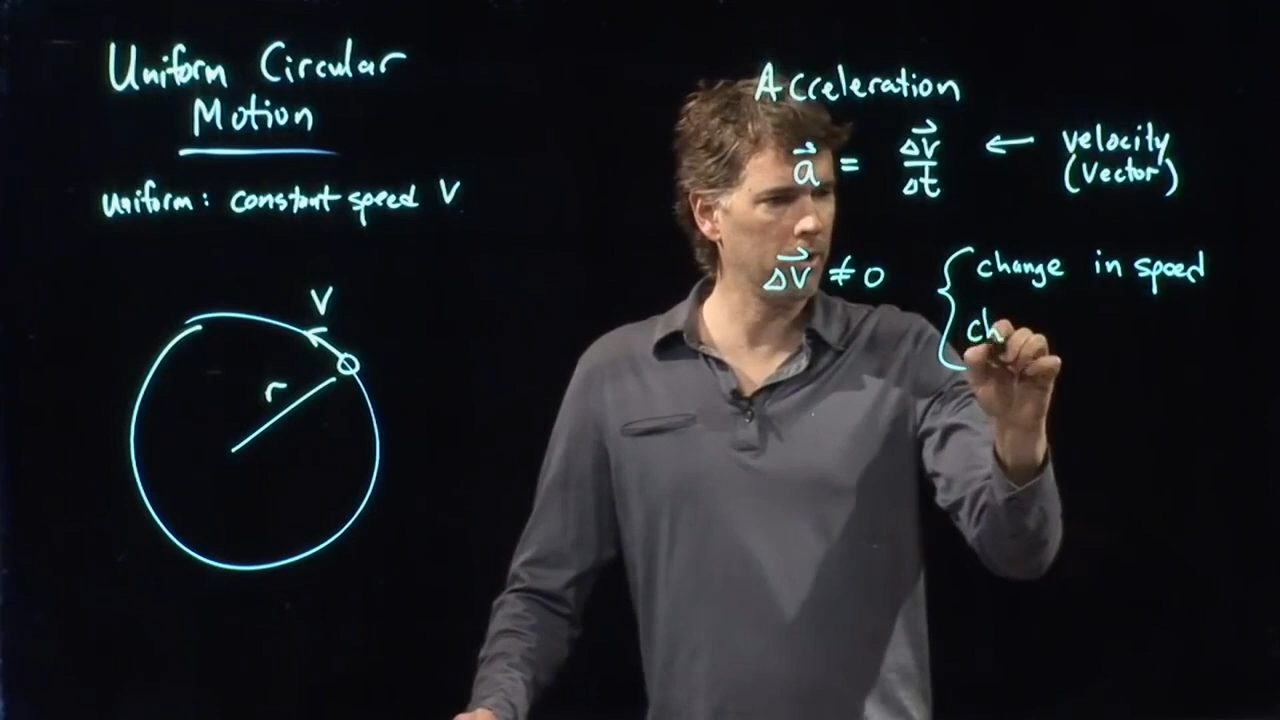 Uniform Circular
Motion
uniform: constant speed V
V
r
Acceleration
a⃗ = Δv⃗/Δt ← velocity
(vector)
Δv⃗ ≠ 0 { change in speed
ch